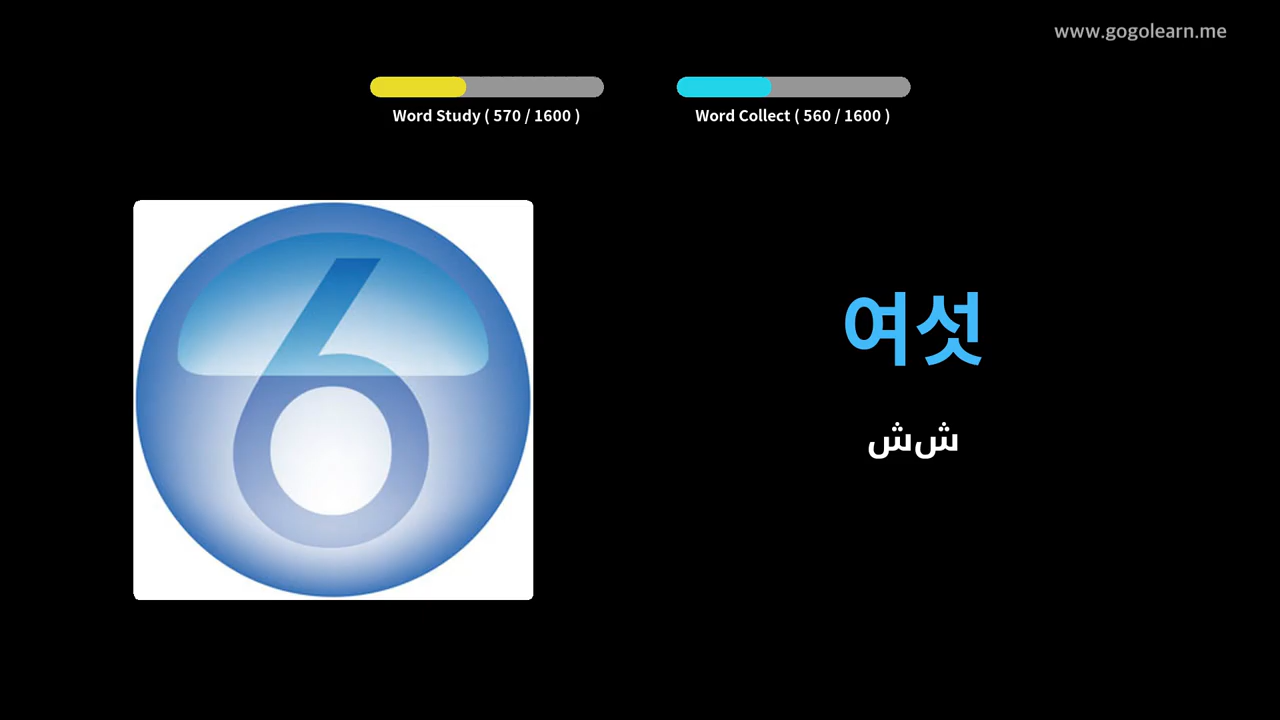 www.gogolearn.me
Word Study ( 570 / 1600 )
Word Collect ( 560 / 1600 )
6
여섯
شش